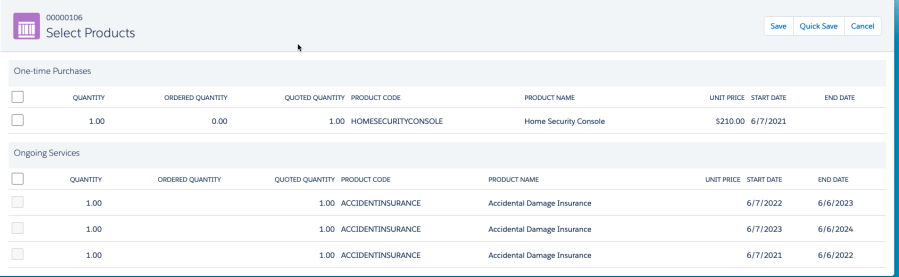 00000106
Select Products
Save Quick Save Cancel
One-time Purchases
QUANTITY ORDERED QUANTITY QUOTED QUANTITY PRODUCT CODE PRODUCT NAME UNIT PRICE START DATE END DATE
1.00 0.00 1.00 HOMESECURITYCONSOLE Home Security Console $210.00 6/7/2021
Ongoing Services
QUANTITY ORDERED QUANTITY QUOTED QUANTITY PRODUCT CODE PRODUCT NAME UNIT PRICE START DATE END DATE
1.00 1.00 ACCIDENTINSURANCE Accidental Damage Insurance 6/7/2022 6/6/2023
1.00 1.00 ACCIDENTINSURANCE Accidental Damage Insurance 6/7/2023 6/6/2024
1.00 1.00 ACCIDENTINSURANCE Accidental Damage Insurance 6/7/2021 6/6/2022